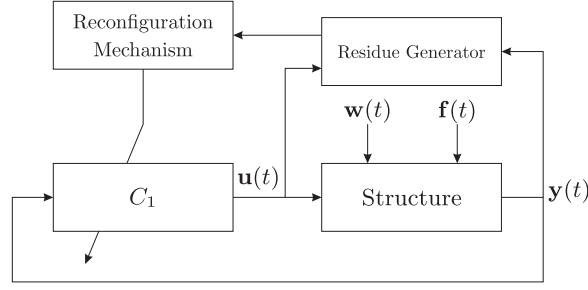 Reconfiguration
Mechanism
Residue Generator
w(t)
f(t)
C₁
u(t)
Structure
y(t)